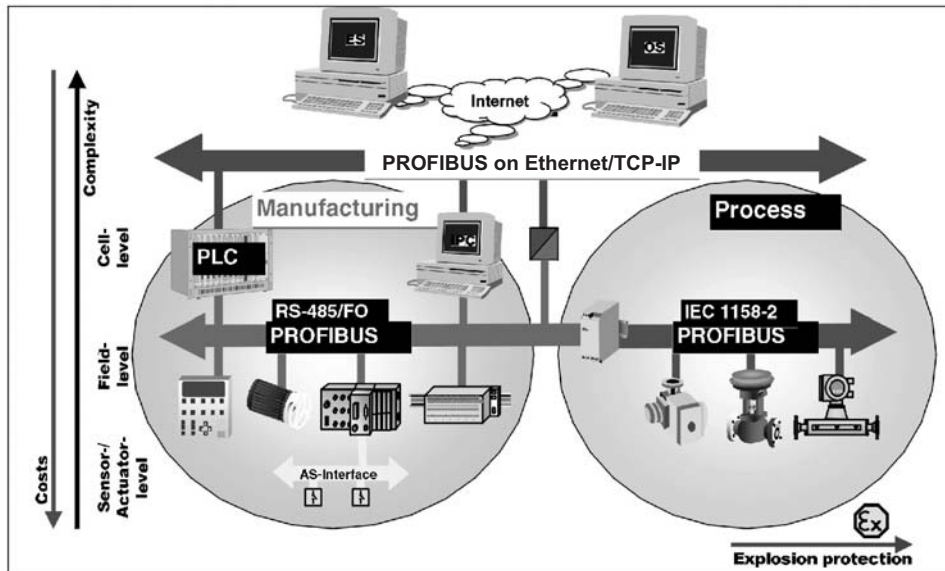 ES
OS
Internet
PROFIBUS on Ethernet/TCP-IP
Complexity
Manufacturing
Process
Cell-
level
PLC
IPC
RS-485/FO
PROFIBUS
IEC 1158-2
PROFIBUS
Field-
level
AS-Interface
Sensor-/
Actuator-
level
Costs
Ex
Explosion protection